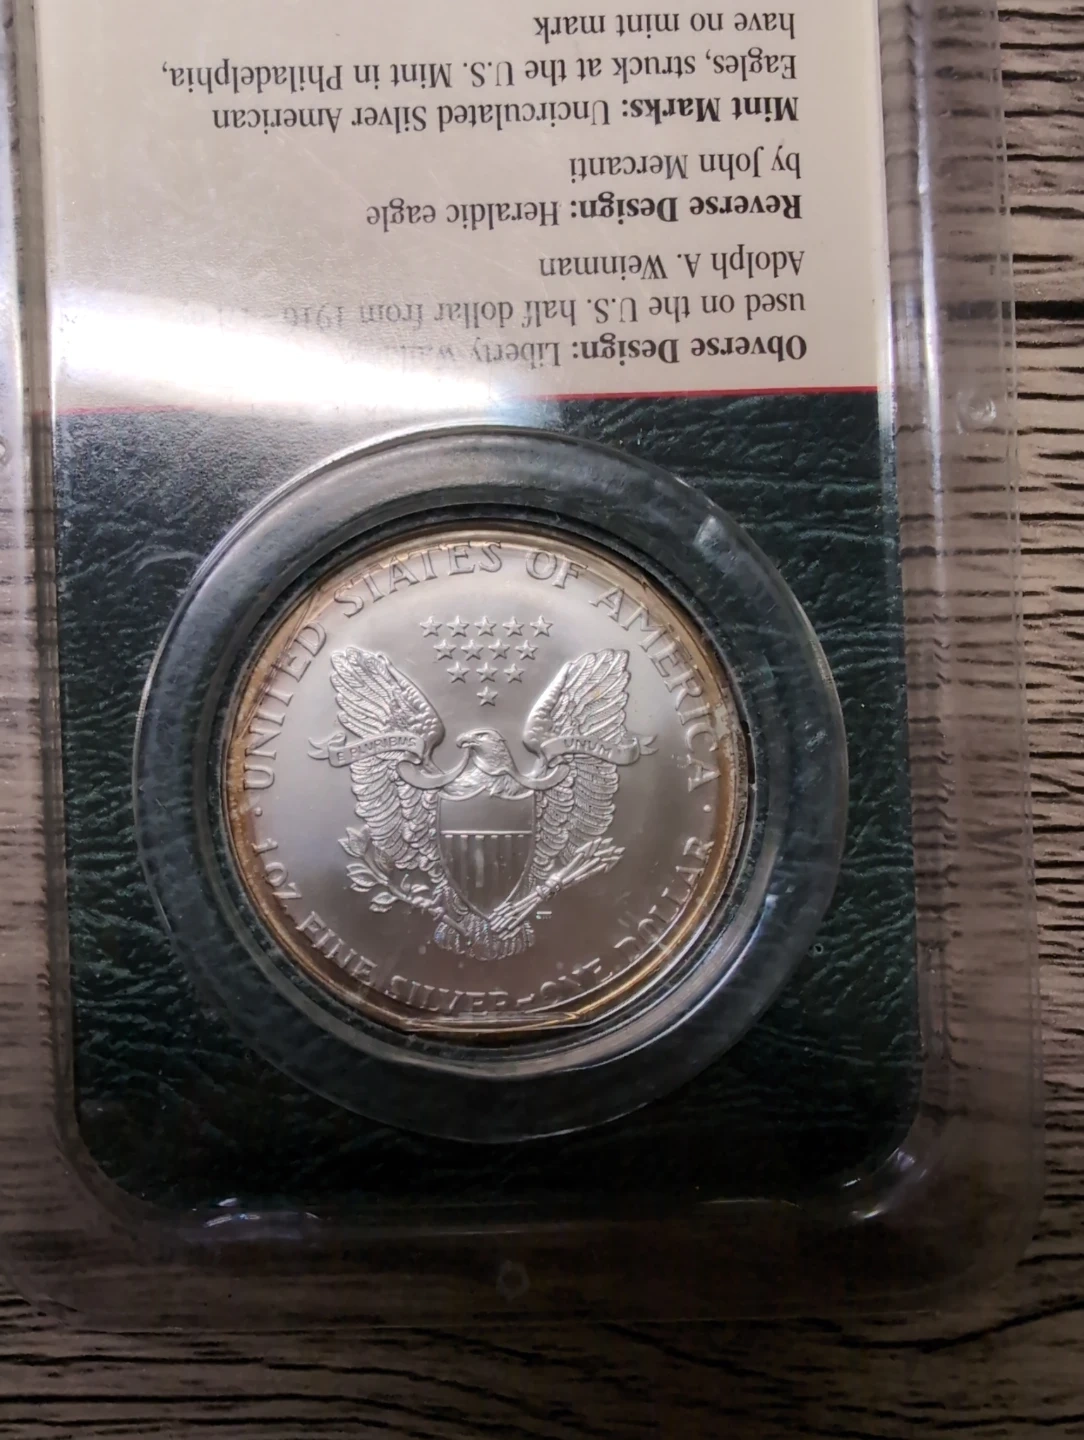 Obverse Design: Liberty
used on the U.S. half dollar from 1916 -
Adolph A. Weinman
Reverse Design: Heraldic eagle
by John Mercanti
Mint Marks: Uncirculated Silver American
Eagles, struck at the U.S. Mint in Philadelphia,
have no mint mark
UNITED STATES OF AMERICA
E PLURIBUS UNUM
1 OZ. FINE SILVER~ONE DOLLAR